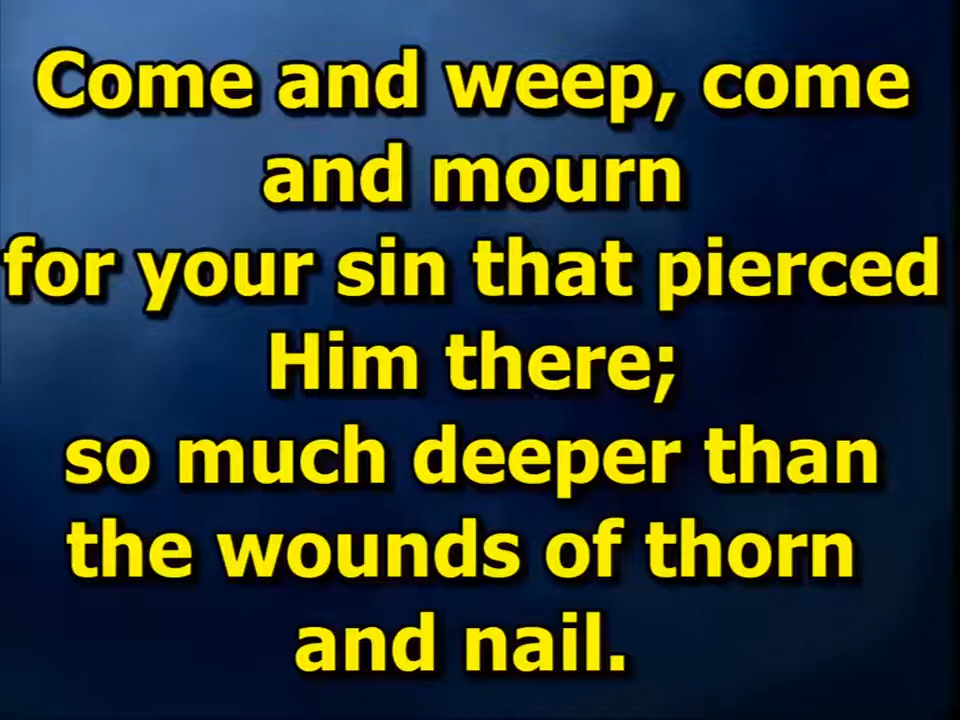 Come and weep, come
and mourn
for your sin that pierced
Him there;
so much deeper than
the wounds of thorn
and nail.